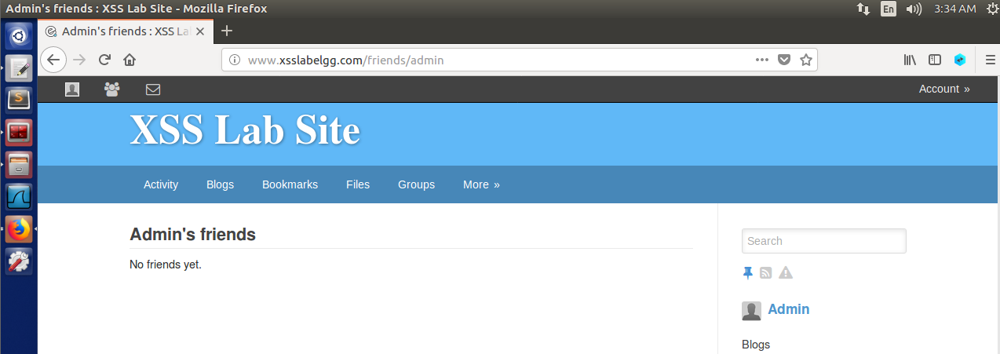 Admin's friends : XSS Lab Site - Mozilla Firefox
En
3:34 AM
Admin's friends : XSS La
www.xsslabelgg.com/friends/admin
Account »
XSS Lab Site
Activity Blogs Bookmarks Files Groups More »
Admin's friends
No friends yet.
Search
Admin
Blogs